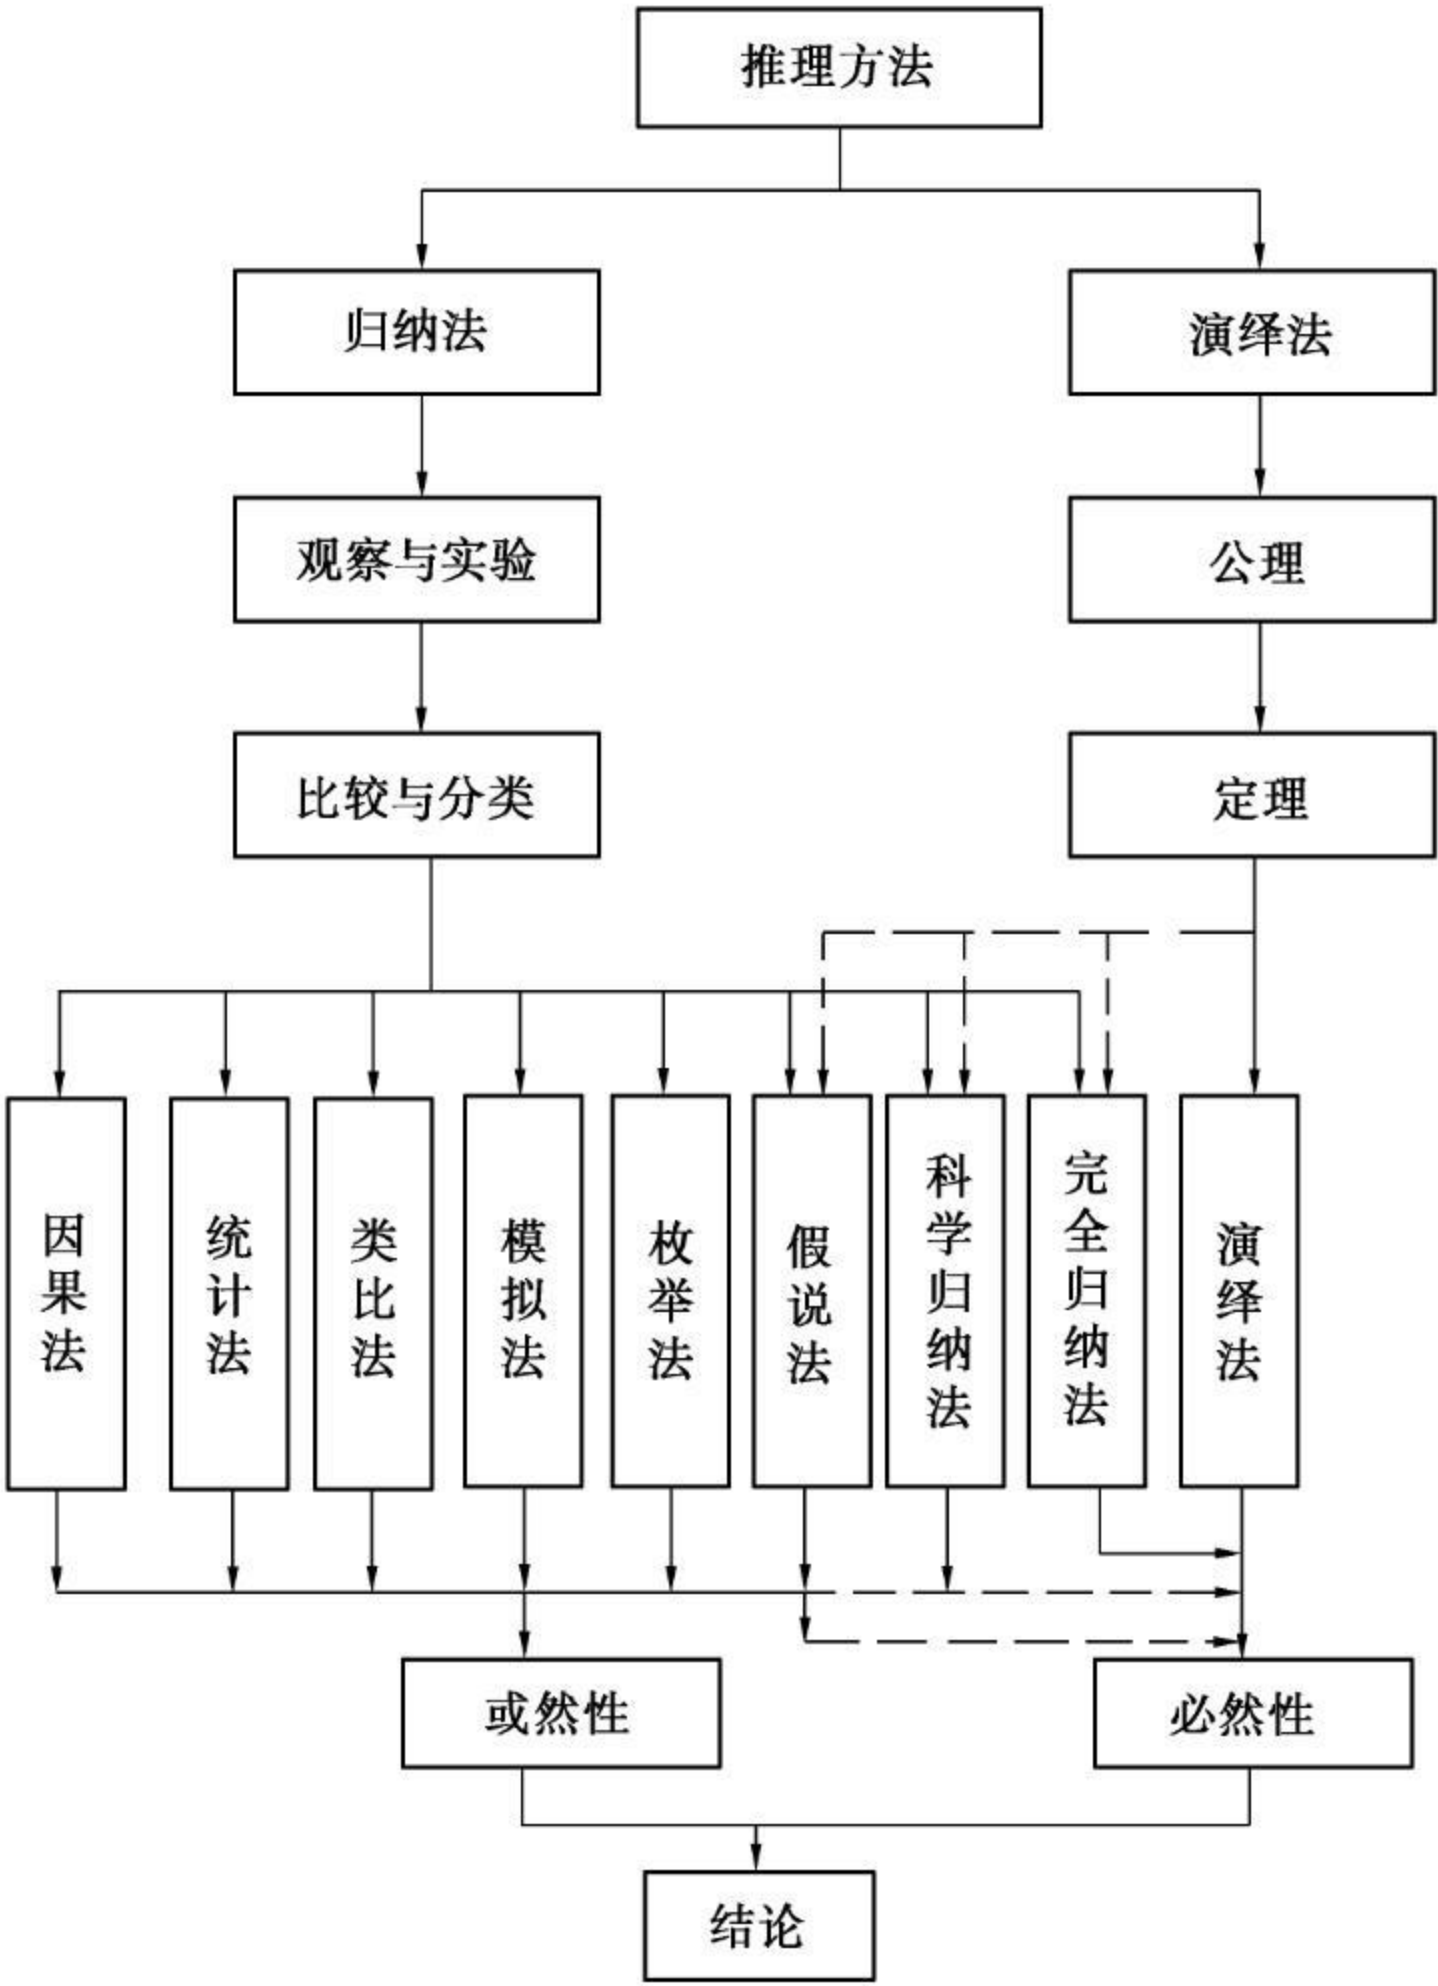 推理方法
归纳法
演绎法
观察与实验
公理
比较与分类
定理
因果法
统计法
类比法
模拟法
枚举法
假说法
科学归纳法
完全归纳法
演绎法
或然性
必然性
结论